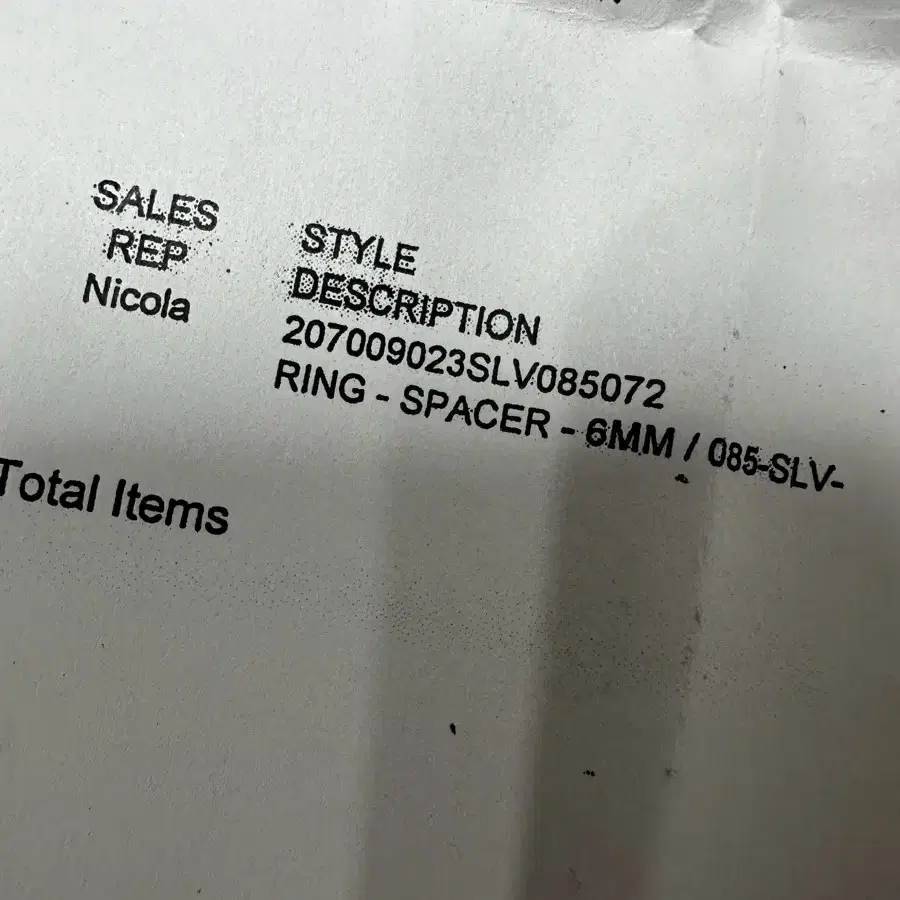 SALES
REP
Nicola
STYLE
DESCRIPTION
207009023SLV085072
RING - SPACER - 6MM / 085-SLV-
Total Items